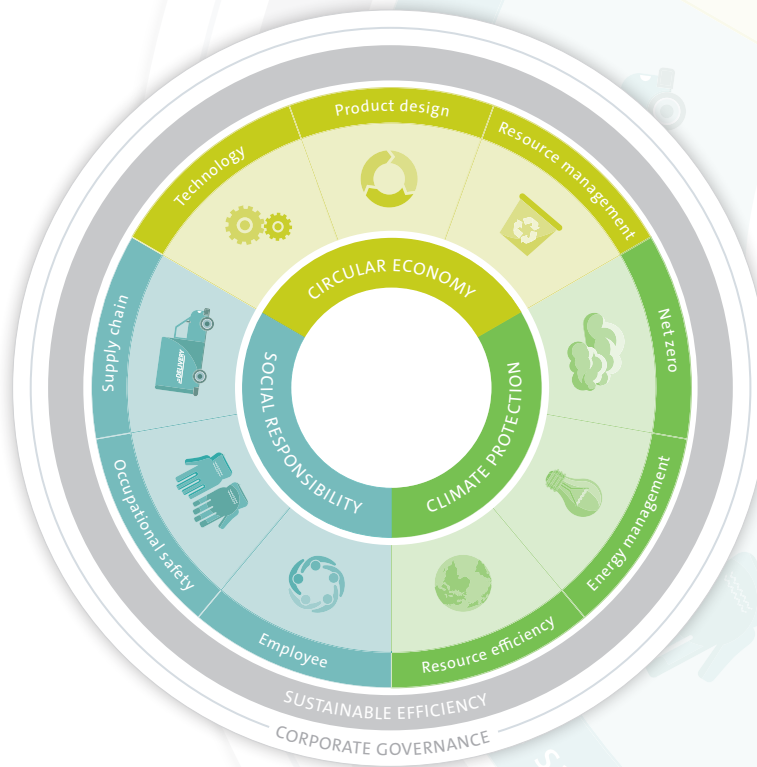 Product design
Technology
Resource management
CIRCULAR ECONOMY
Supply chain
Net zero
SOCIAL RESPONSIBILITY
CLIMATE PROTECTION
Occupational safety
Energy management
Employee
Resource efficiency
SUSTAINABLE EFFICIENCY
CORPORATE GOVERNANCE